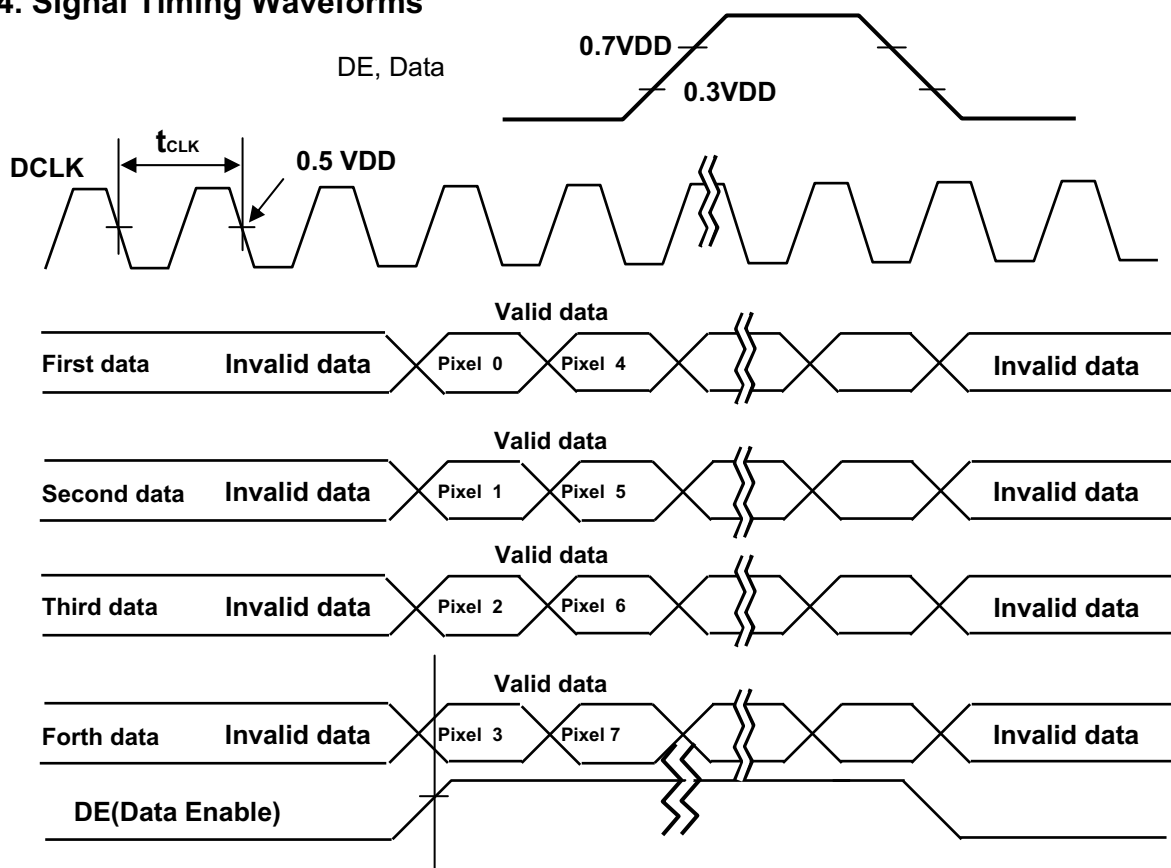 4. Signal Timing Waveforms
0.7VDD
DE, Data
0.3VDD
tCLK
DCLK
0.5 VDD
Valid data
First data Invalid data Pixel 0 Pixel 4 Invalid data
Valid data
Second data Invalid data Pixel 1 Pixel 5 Invalid data
Valid data
Third data Invalid data Pixel 2 Pixel 6 Invalid data
Valid data
Forth data Invalid data Pixel 3 Pixel 7 Invalid data
DE(Data Enable)